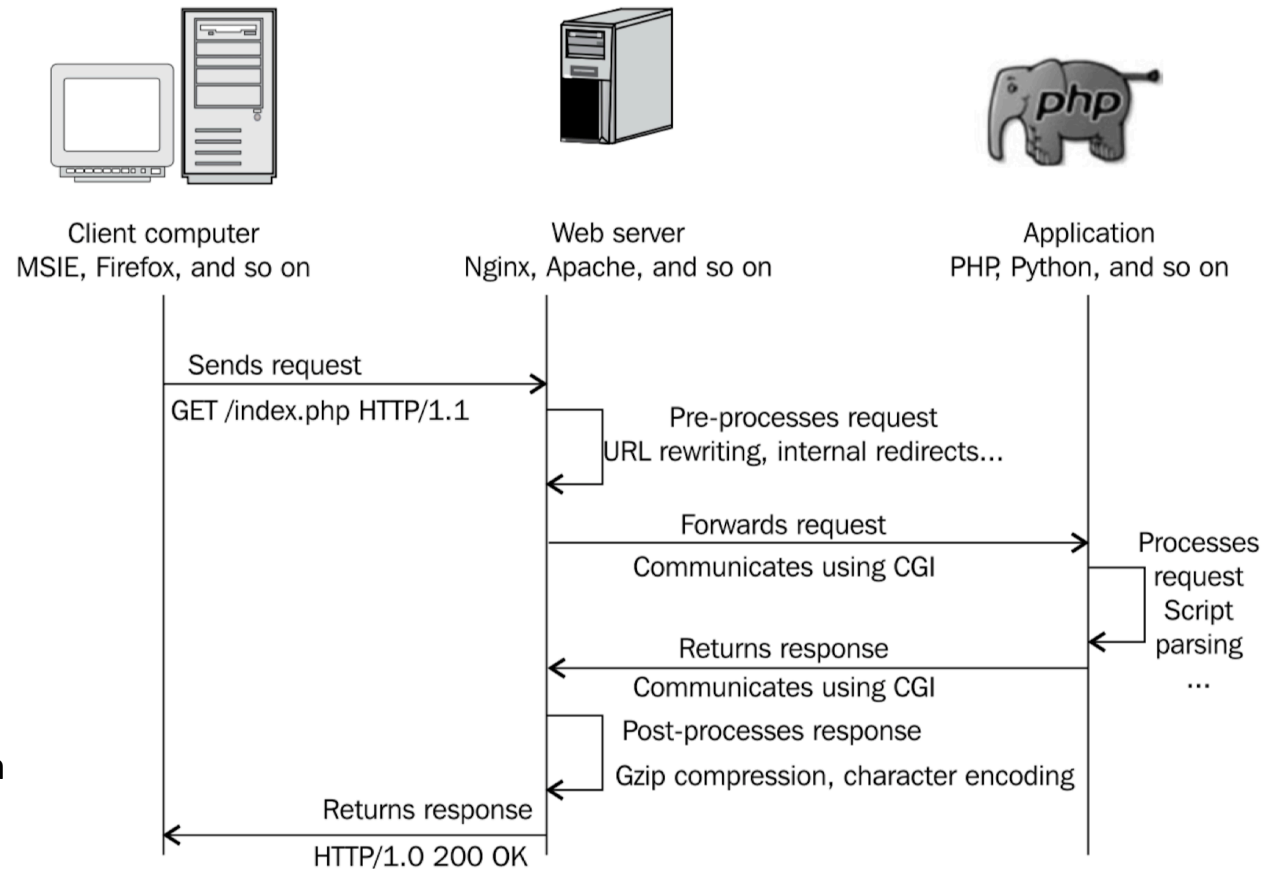 php
Client computer
MSIE, Firefox, and so on
Web server
Nginx, Apache, and so on
Application
PHP, Python, and so on
Sends request
GET /index.php HTTP/1.1
Pre-processes request
URL rewriting, internal redirects...
Forwards request
Communicates using CGI
Processes
request
Script
parsing
...
Returns response
Communicates using CGI
Post-processes response
Gzip compression, character encoding
Returns response
HTTP/1.0 200 OK